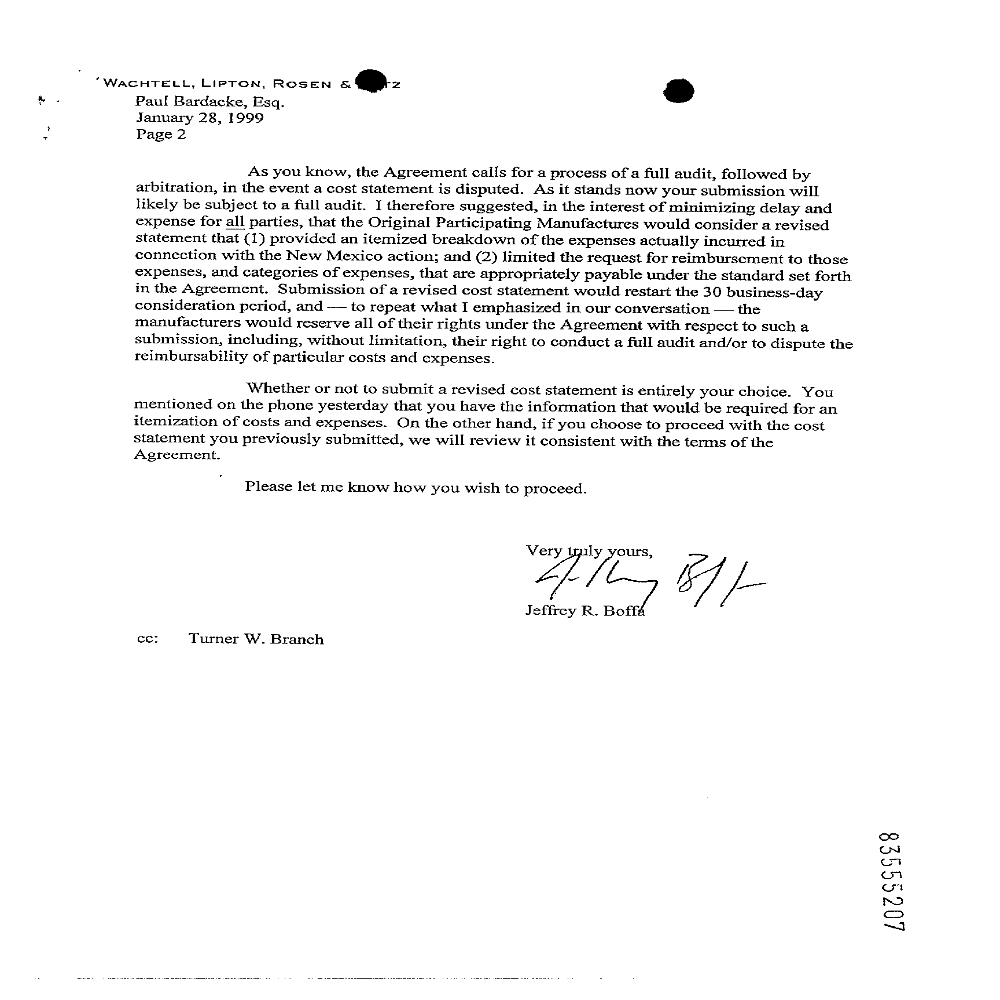 WACHTELL, LIPTON, ROSEN & TZ
Paul Bardacke, Esq.
January 28, 1999
Page 2
As you know, the Agreement calls for a process of a full audit, followed by
arbitration, in the event a cost statement is disputed. As it stands now your submission will
likely be subject to a full audit. I therefore suggested, in the interest of minimizing delay and
expense for all parties, that the Original Participating Manufactures would consider a revised
statement that (1) provided an itemized breakdown of the expenses actually incurred in
connection with the New Mexico action; and (2) limited the request for reimbursement to those
expenses, and categories of expenses, that are appropriately payable under the standard set forth
in the Agreement. Submission of a revised cost statement would restart the 30 business-day
consideration period, and — to repeat what I emphasized in our conversation — the
manufacturers would reserve all of their rights under the Agreement with respect to such a
submission, including, without limitation, their right to conduct a full audit and/or to dispute the
reimbursability of particular costs and expenses.
Whether or not to submit a revised cost statement is entirely your choice. You
mentioned on the phone yesterday that you have the information that would be required for an
itemization of costs and expenses. On the other hand, if you choose to proceed with the cost
statement you previously submitted, we will review it consistent with the terms of the
Agreement.
Please let me know how you wish to proceed.
Very truly yours,
Jeffrey R. Boffa
cc: Turner W. Branch
83555207